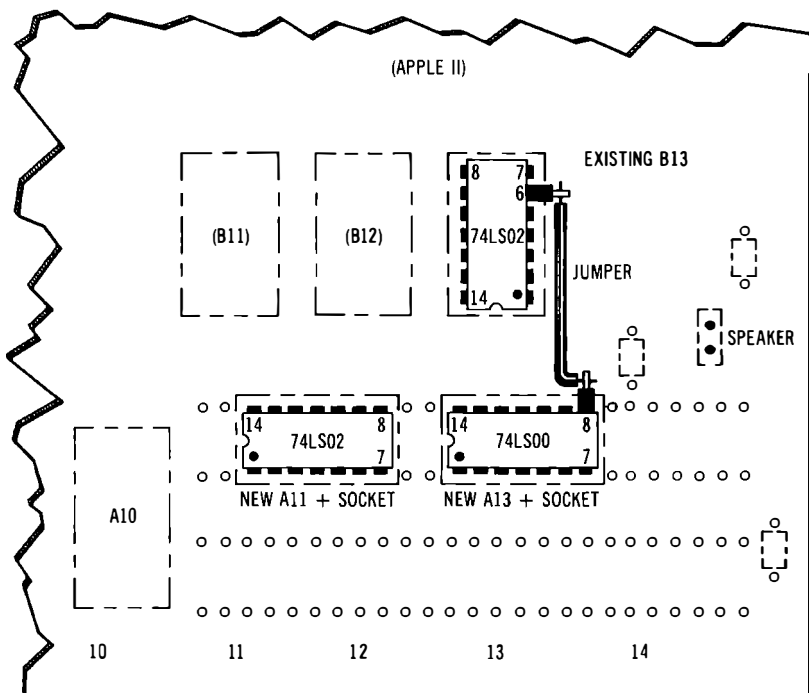 (APPLE II)
EXISTING B13
8 7
6
(B11)
(B12)
74LS02
14
JUMPER
SPEAKER
14 8
74LS02
7
14 8
74LS00
7
NEW A11 + SOCKET
NEW A13 + SOCKET
A10
10 11 12 13 14